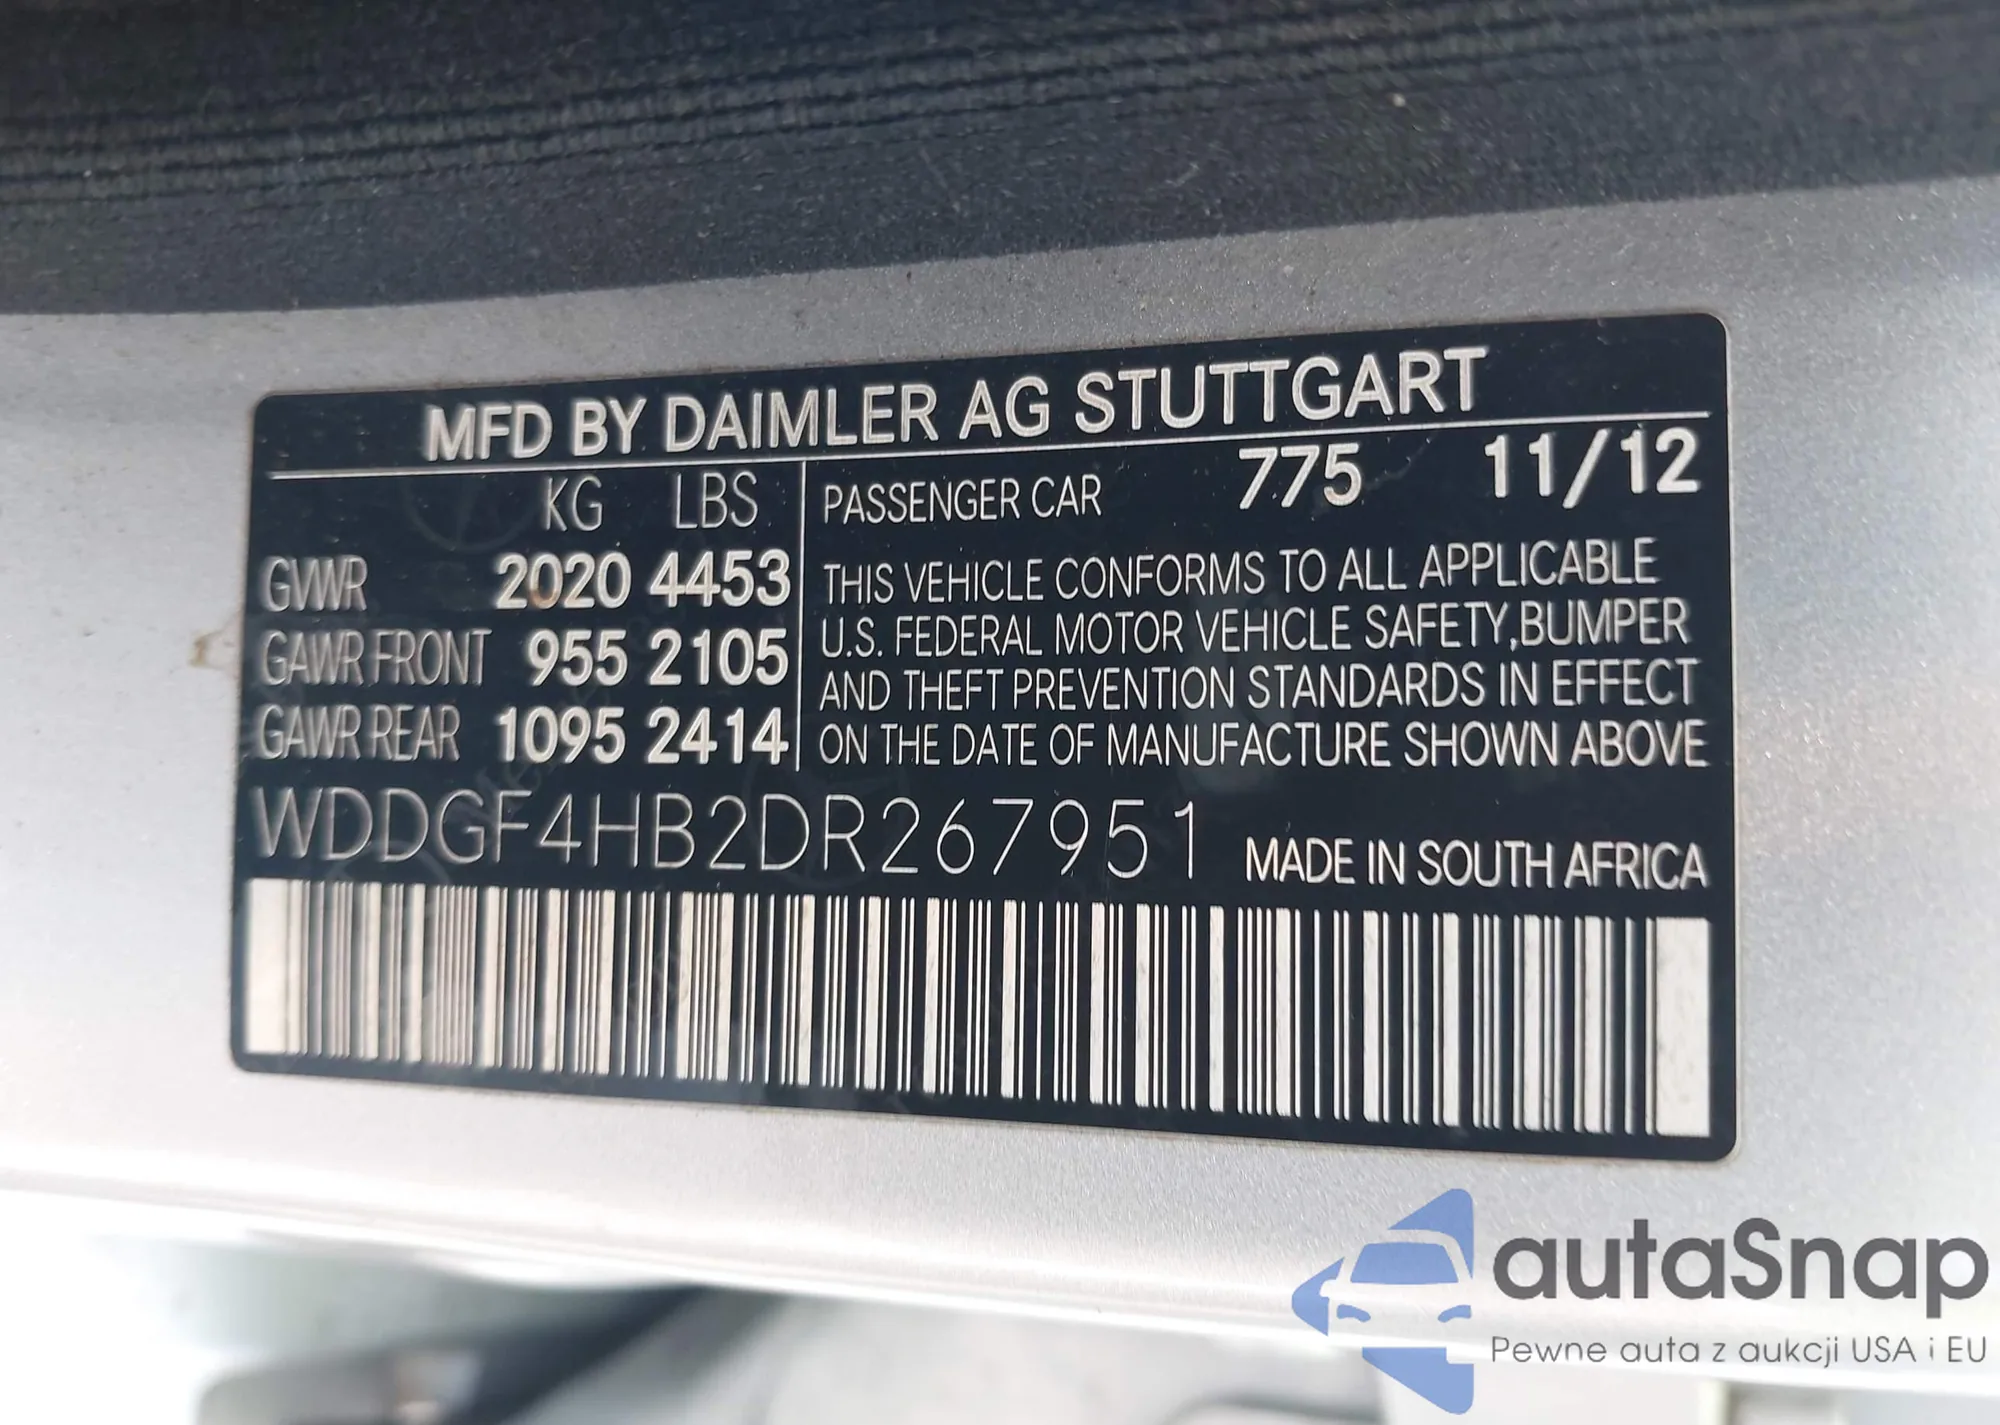 MFD BY DAIMLER AG STUTTGART
KG LBS
GVWR 2020 4453
GAWR FRONT 955 2105
GAWR REAR 1095 2414
PASSENGER CAR 775 11/12
THIS VEHICLE CONFORMS TO ALL APPLICABLE
U.S. FEDERAL MOTOR VEHICLE SAFETY,BUMPER
AND THEFT PREVENTION STANDARDS IN EFFECT
ON THE DATE OF MANUFACTURE SHOWN ABOVE
WDDGF4HB2DR267951 MADE IN SOUTH AFRICA
autaSnap
Pewne auta z aukcji USA i EU